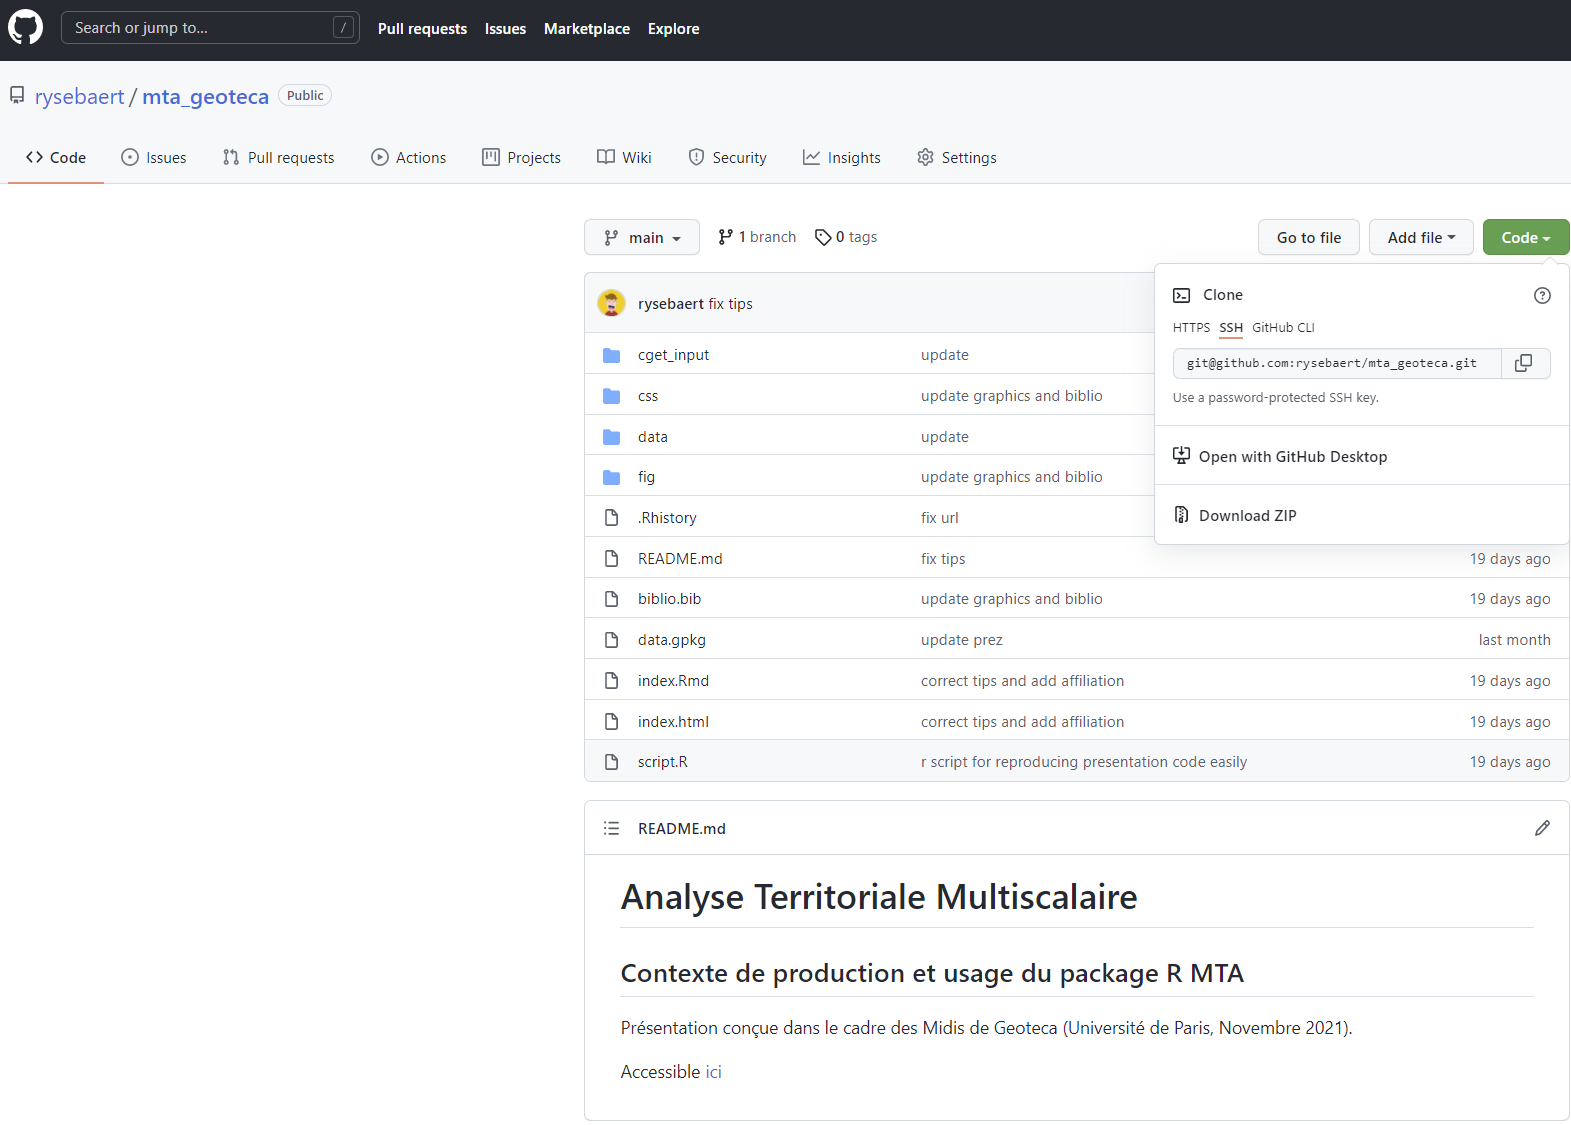 Search or jump to... /
Pull requests Issues Marketplace Explore
rysebaert / mta_geoteca Public
Code Issues Pull requests Actions Projects Wiki Security Insights Settings
main 1 branch 0 tags Go to file Add file Code
Clone
HTTPS SSH GitHub CLI
git@github.com:rysebaert/mta_geoteca.git
Use a password-protected SSH key.
Open with GitHub Desktop
Download ZIP
rysebaert fix tips
cget_input update
css update graphics and biblio
data update
fig update graphics and biblio
.Rhistory fix url
README.md fix tips 19 days ago
biblio.bib update graphics and biblio 19 days ago
data.gpkg update prez last month
index.Rmd correct tips and add affiliation 19 days ago
index.html correct tips and add affiliation 19 days ago
script.R r script for reproducing presentation code easily 19 days ago
README.md
Analyse Territoriale Multiscalaire
Contexte de production et usage du package R MTA
Présentation conçue dans le cadre des Midis de Geoteca (Université de Paris, Novembre 2021).
Accessible ici